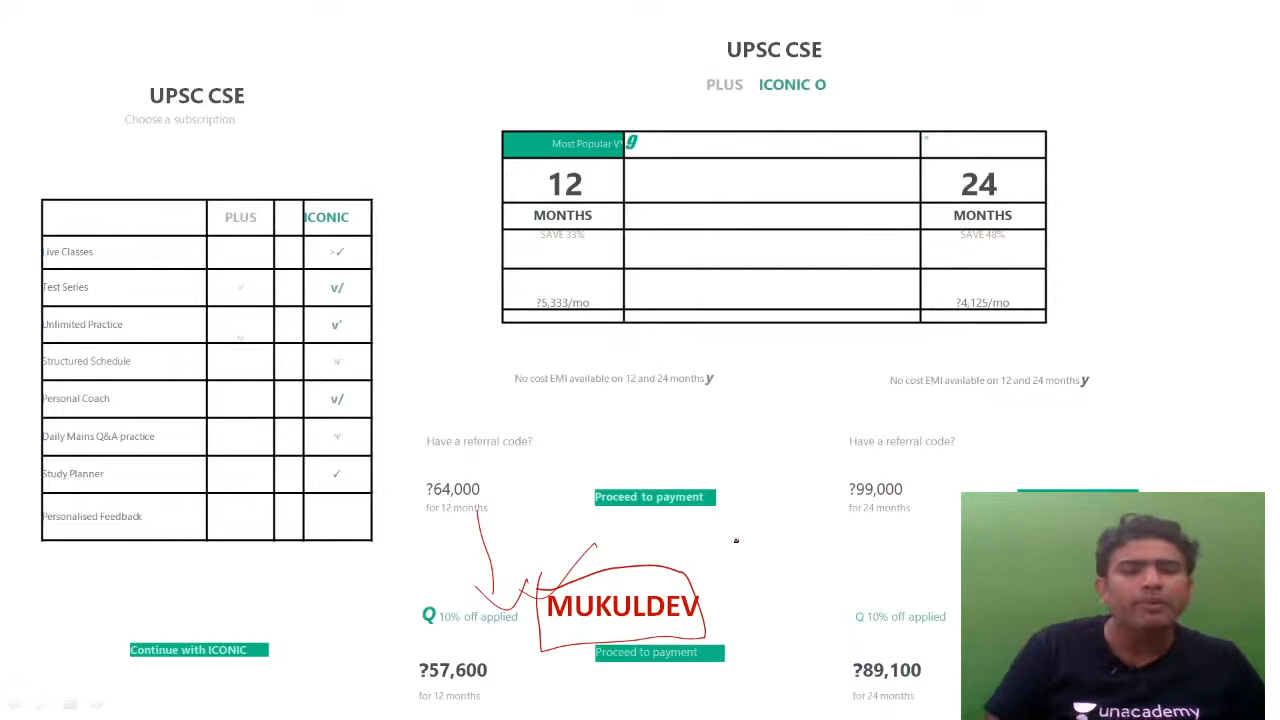 UPSC CSE
Choose a subscription
PLUS ICONIC
Live Classes >✓
Test Series v/ v/
Unlimited Practice N/ v'
Structured Schedule N/
Personal Coach v/
Daily Mains Q&A practice N/
Study Planner ✓
Personalised Feedback
Continue with ICONIC
UPSC CSE
PLUS ICONIC O
Most Popular V* 9
12 24
MONTHS MONTHS
SAVE 33% SAVE 48%
?5,333/mo ?4,125/mo
No cost EMI available on 12 and 24 months y
No cost EMI available on 12 and 24 months y
Have a referral code?
?64,000
for 12 months
Proceed to payment
MUKULDEV
Q 10% off applied
Proceed to payment
?57,600
for 12 months
Have a referral code?
?99,000
for 24 months
Q 10% off applied
?89,100
for 24 months
unacademy